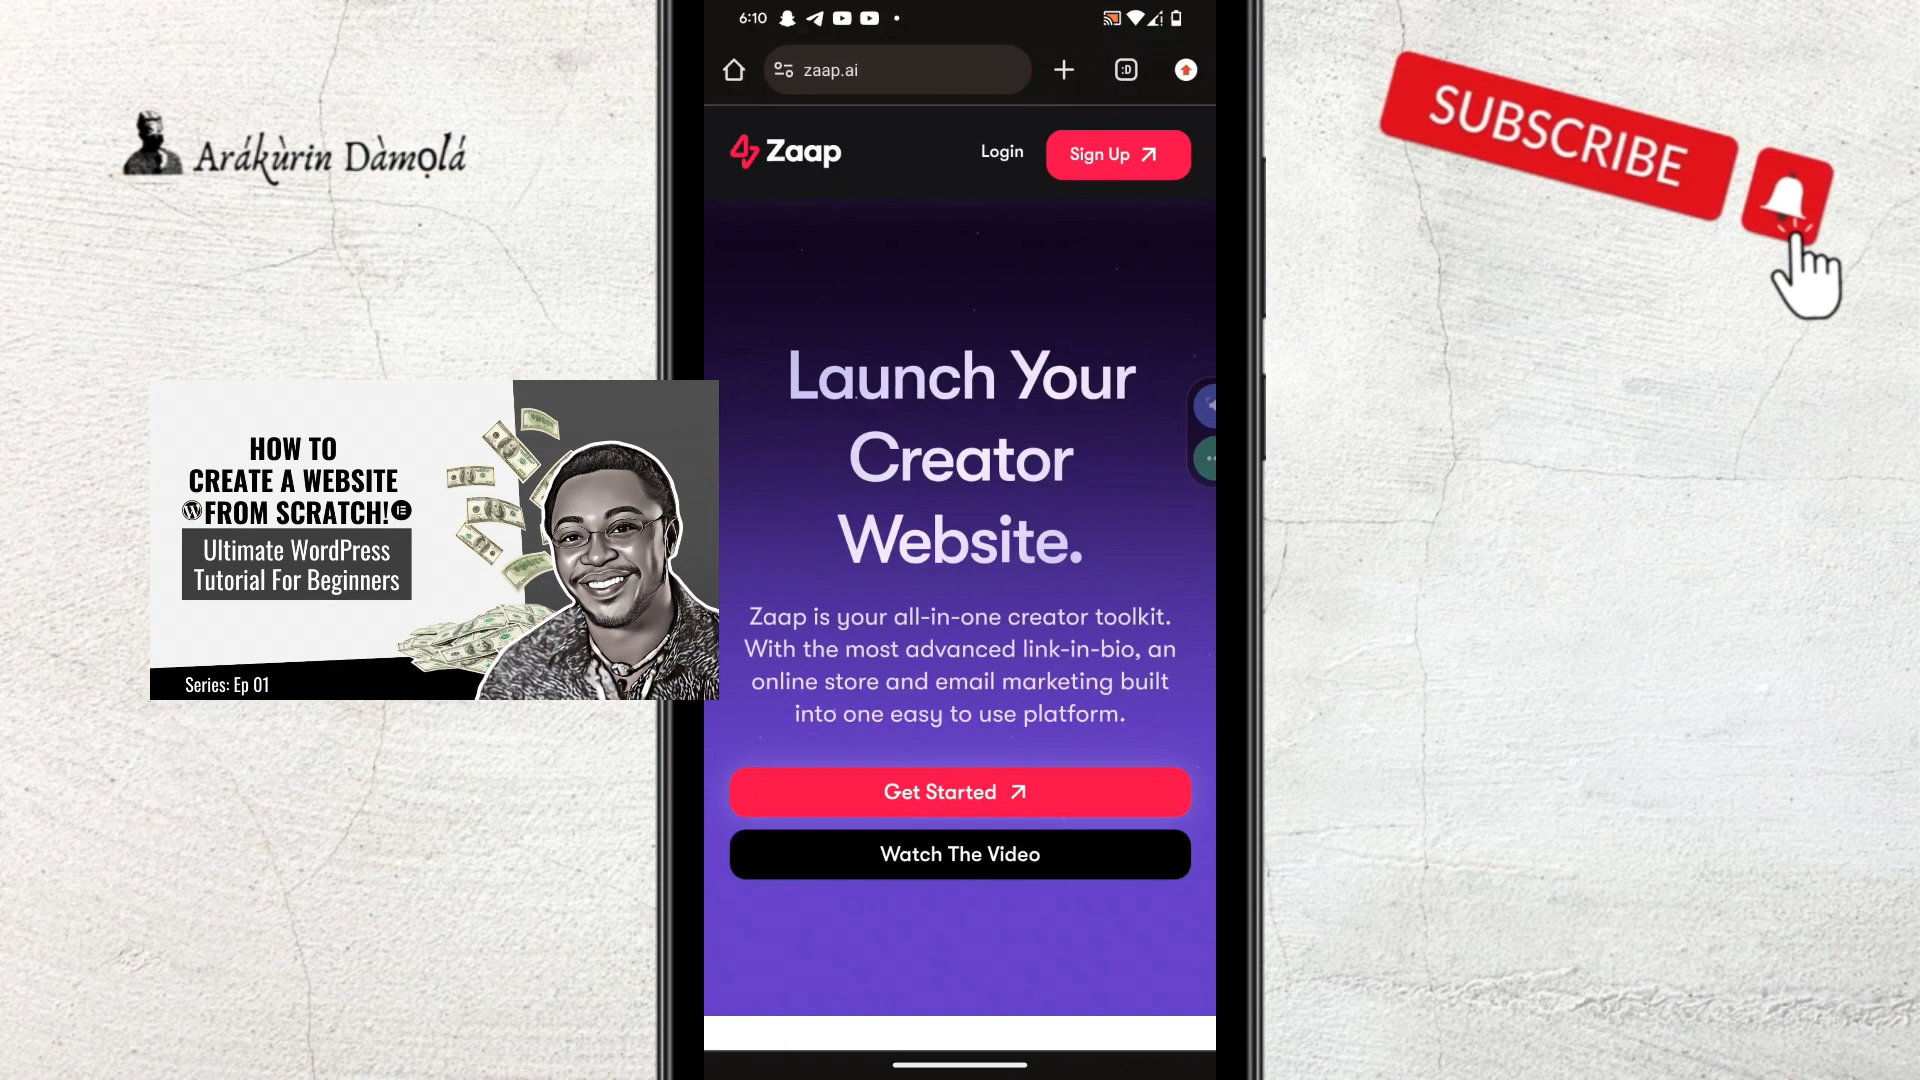 6:10
zaap.ai
:D
Zaap
Login
Sign Up
Arákùrin Dàmọlá
SUBSCRIBE
Launch Your
Creator
Website.
HOW TO
CREATE A WEBSITE
FROM SCRATCH!
Ultimate WordPress
Tutorial For Beginners
Series: Ep 01
Zaap is your all-in-one creator toolkit.
With the most advanced link-in-bio, an
online store and email marketing built
into one easy to use platform.
Get Started
Watch The Video